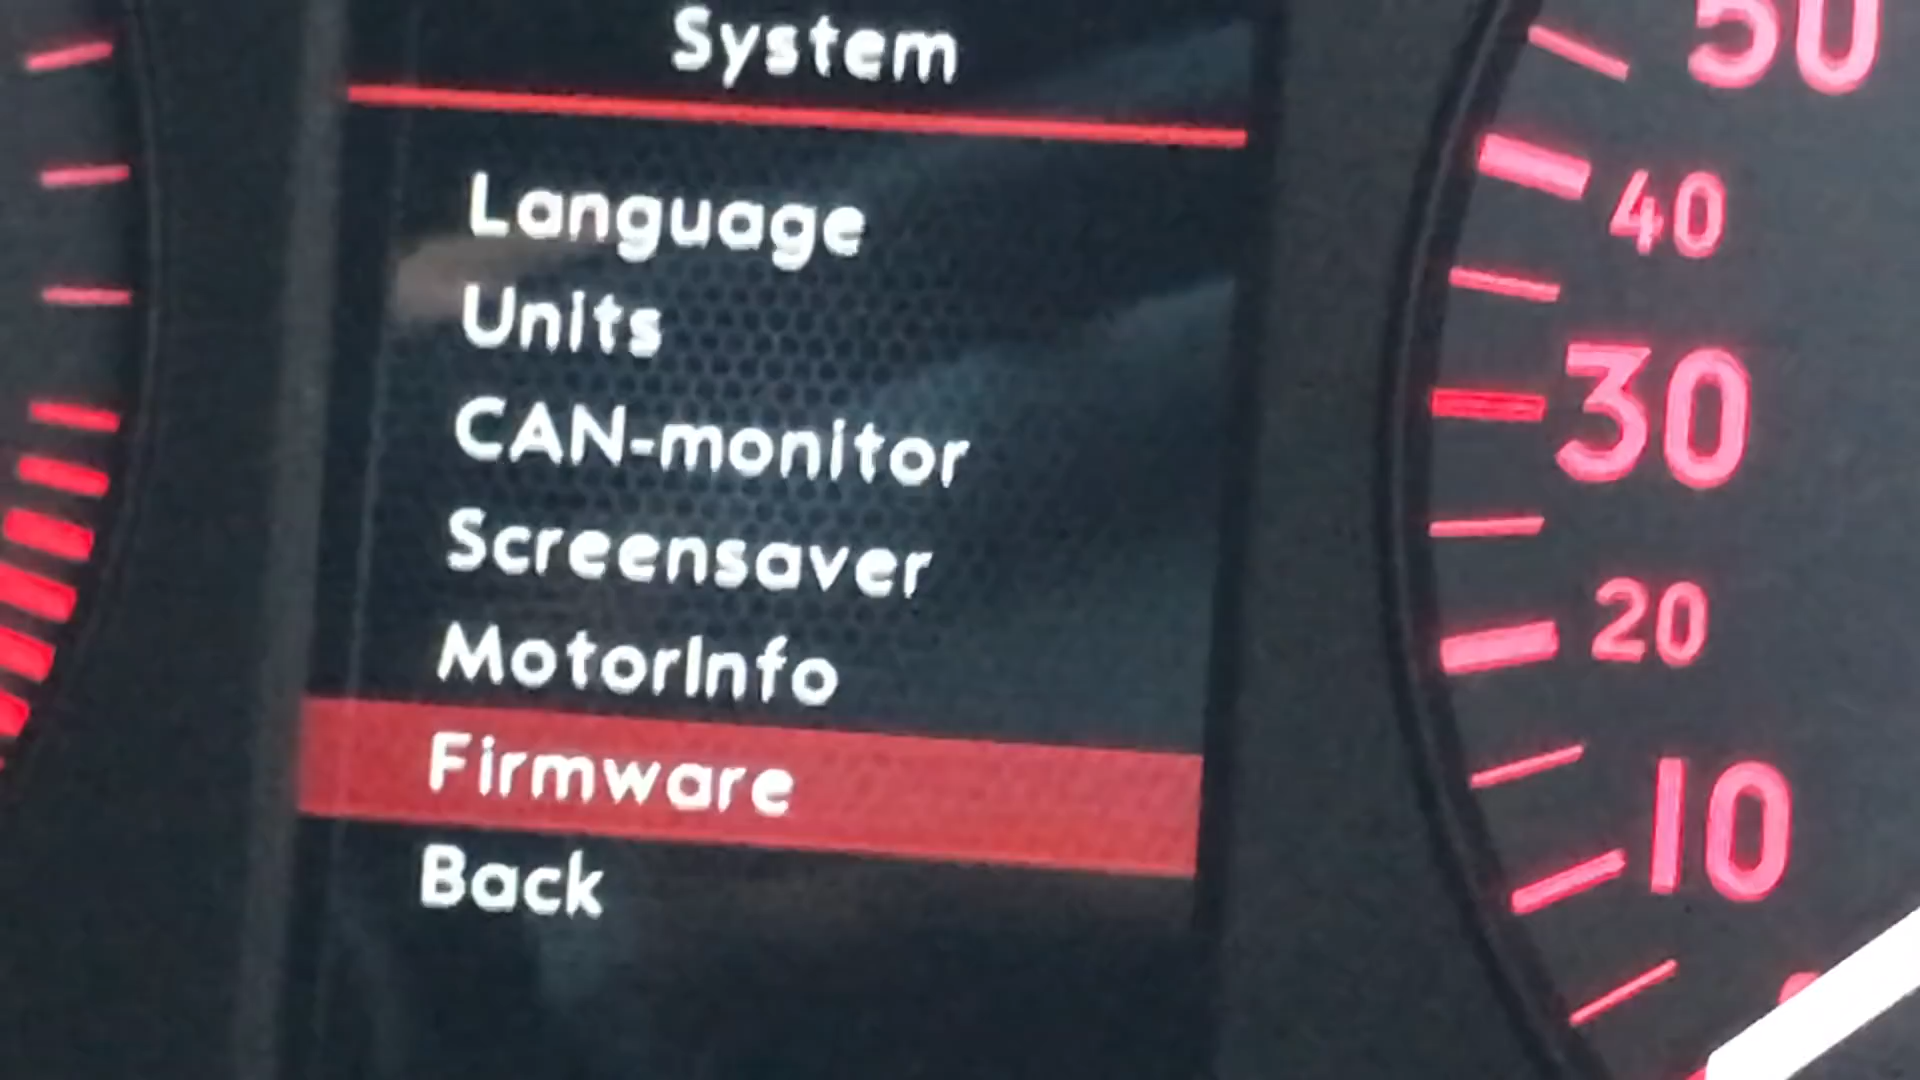 System
Language
Units
CAN-monitor
Screensaver
MotorInfo
Firmware
Back
50
40
30
20
10